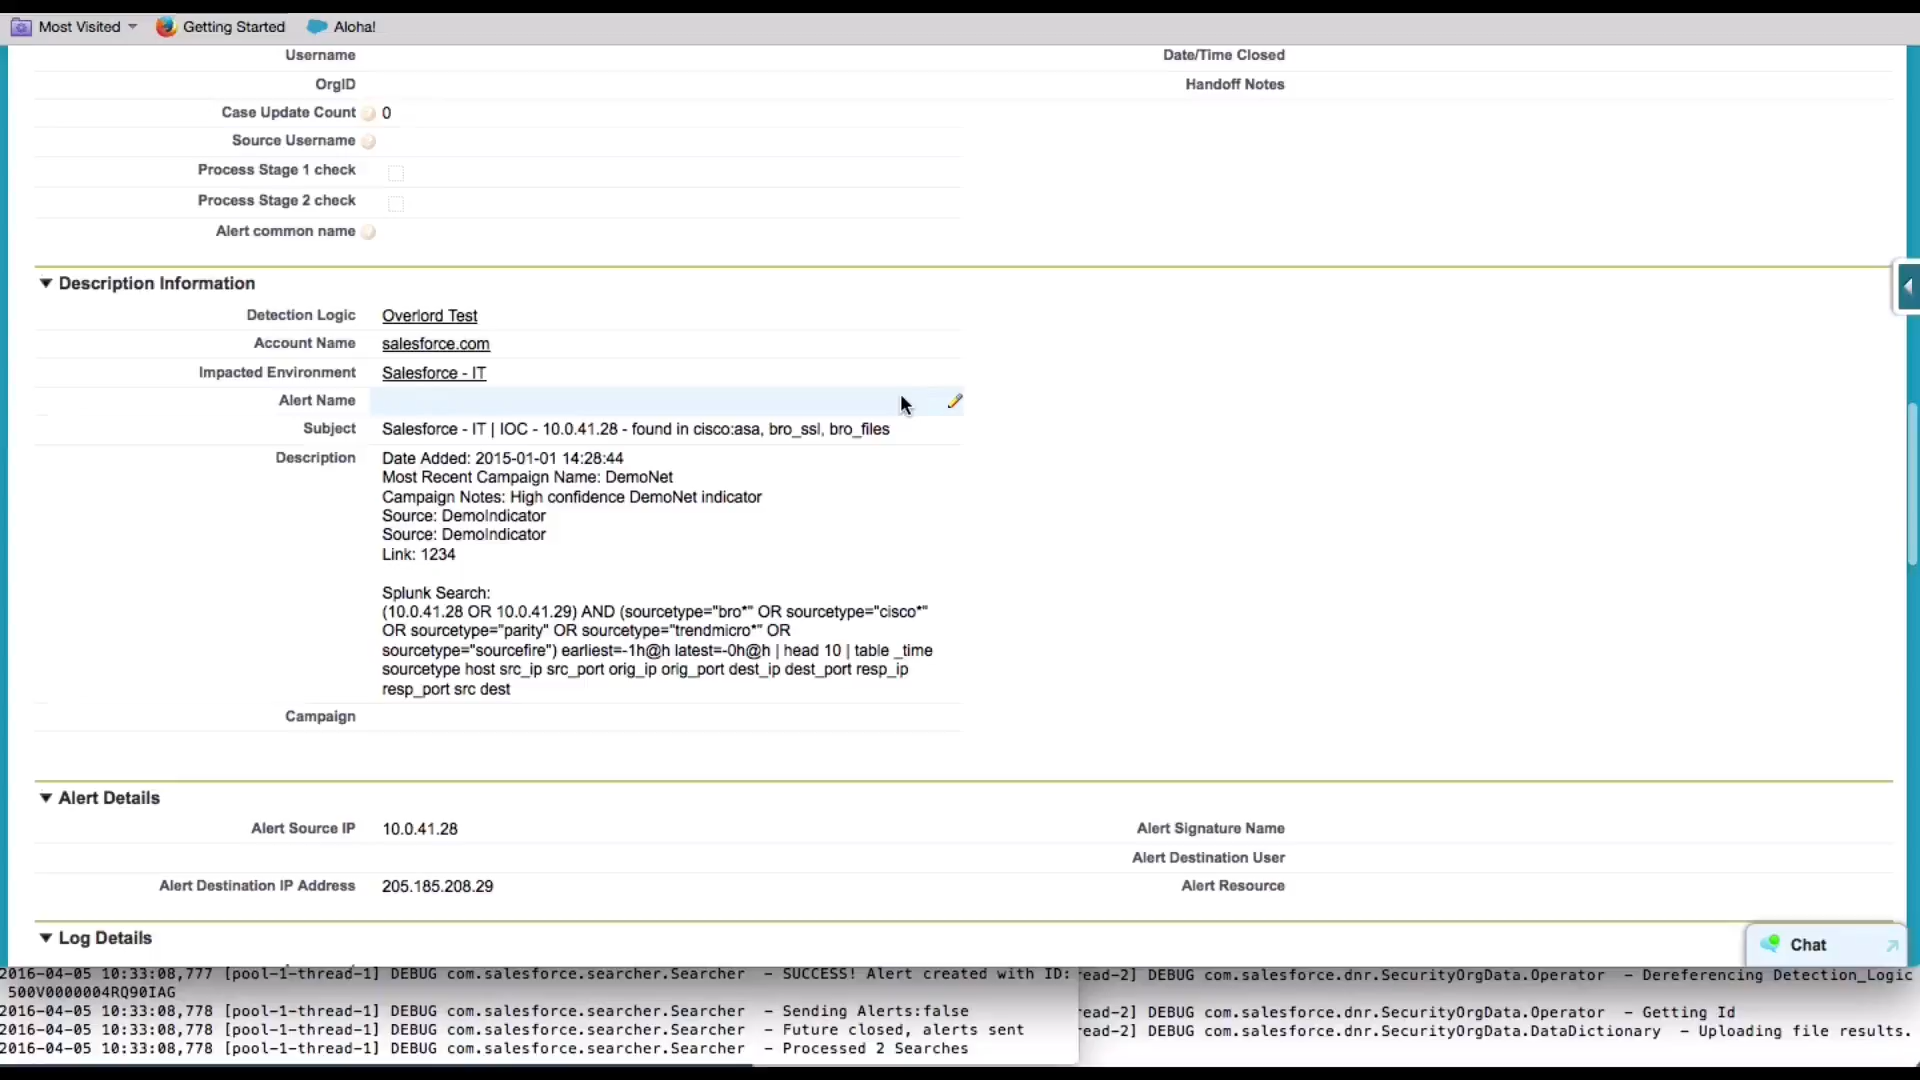 Most Visited Getting Started Aloha!
Username Date/Time Closed
OrgID Handoff Notes
Case Update Count 0
Source Username
Process Stage 1 check
Process Stage 2 check
Alert common name
Description Information
Detection Logic Overlord Test
Account Name salesforce.com
Impacted Environment Salesforce - IT
Alert Name
Subject Salesforce - IT | IOC - 10.0.41.28 - found in cisco:asa, bro_ssl, bro_files
Description Date Added: 2015-01-01 14:28:44
Most Recent Campaign Name: DemoNet
Campaign Notes: High confidence DemoNet indicator
Source: DemoIndicator
Source: DemoIndicator
Link: 1234
Splunk Search:
(10.0.41.28 OR 10.0.41.29) AND (sourcetype="bro*" OR sourcetype="cisco*"
OR sourcetype="parity" OR sourcetype="trendmicro*" OR
sourcetype="sourcefire") earliest=-1h@h latest=-0h@h | head 10 | table _time
sourcetype host src_ip src_port orig_ip orig_port dest_ip dest_port resp_ip
resp_port src dest
Campaign
Alert Details
Alert Source IP 10.0.41.28 Alert Signature Name
Alert Destination User
Alert Destination IP Address 205.185.208.29 Alert Resource
Log Details
Chat
2016-04-05 10:33:08,777 [pool-1-thread-1] DEBUG com.salesforce.searcher.Searcher - SUCCESS! Alert created with ID: read-2] DEBUG com.salesforce.dnr.SecurityOrgData.Operator - Dereferencing Detection_Logic
500V0000004RQ90IAG
2016-04-05 10:33:08,778 [pool-1-thread-1] DEBUG com.salesforce.searcher.Searcher - Sending Alerts:false read-2] DEBUG com.salesforce.dnr.SecurityOrgData.Operator - Getting Id
2016-04-05 10:33:08,778 [pool-1-thread-1] DEBUG com.salesforce.searcher.Searcher - Future closed, alerts sent read-2] DEBUG com.salesforce.dnr.SecurityOrgData.DataDictionary - Uploading file results.
2016-04-05 10:33:08,778 [pool-1-thread-1] DEBUG com.salesforce.searcher.Searcher - Processed 2 Searches